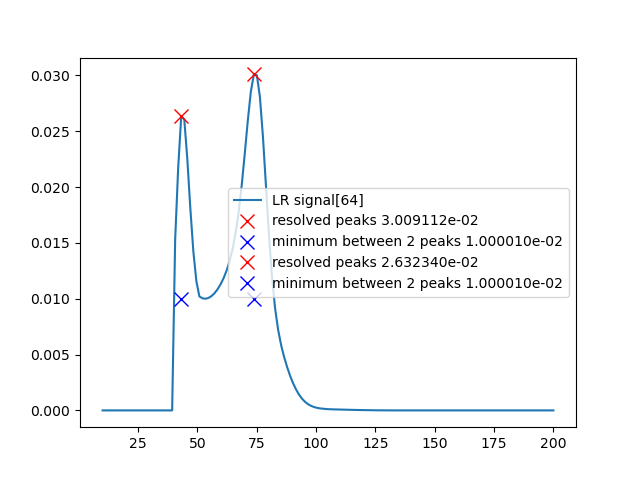 0.030
0.025
0.020
0.015
0.010
0.005
0.000
LR signal[64]
resolved peaks 3.009112e-02
minimum between 2 peaks 1.000010e-02
resolved peaks 2.632340e-02
minimum between 2 peaks 1.000010e-02
25 50 75 100 125 150 175 200